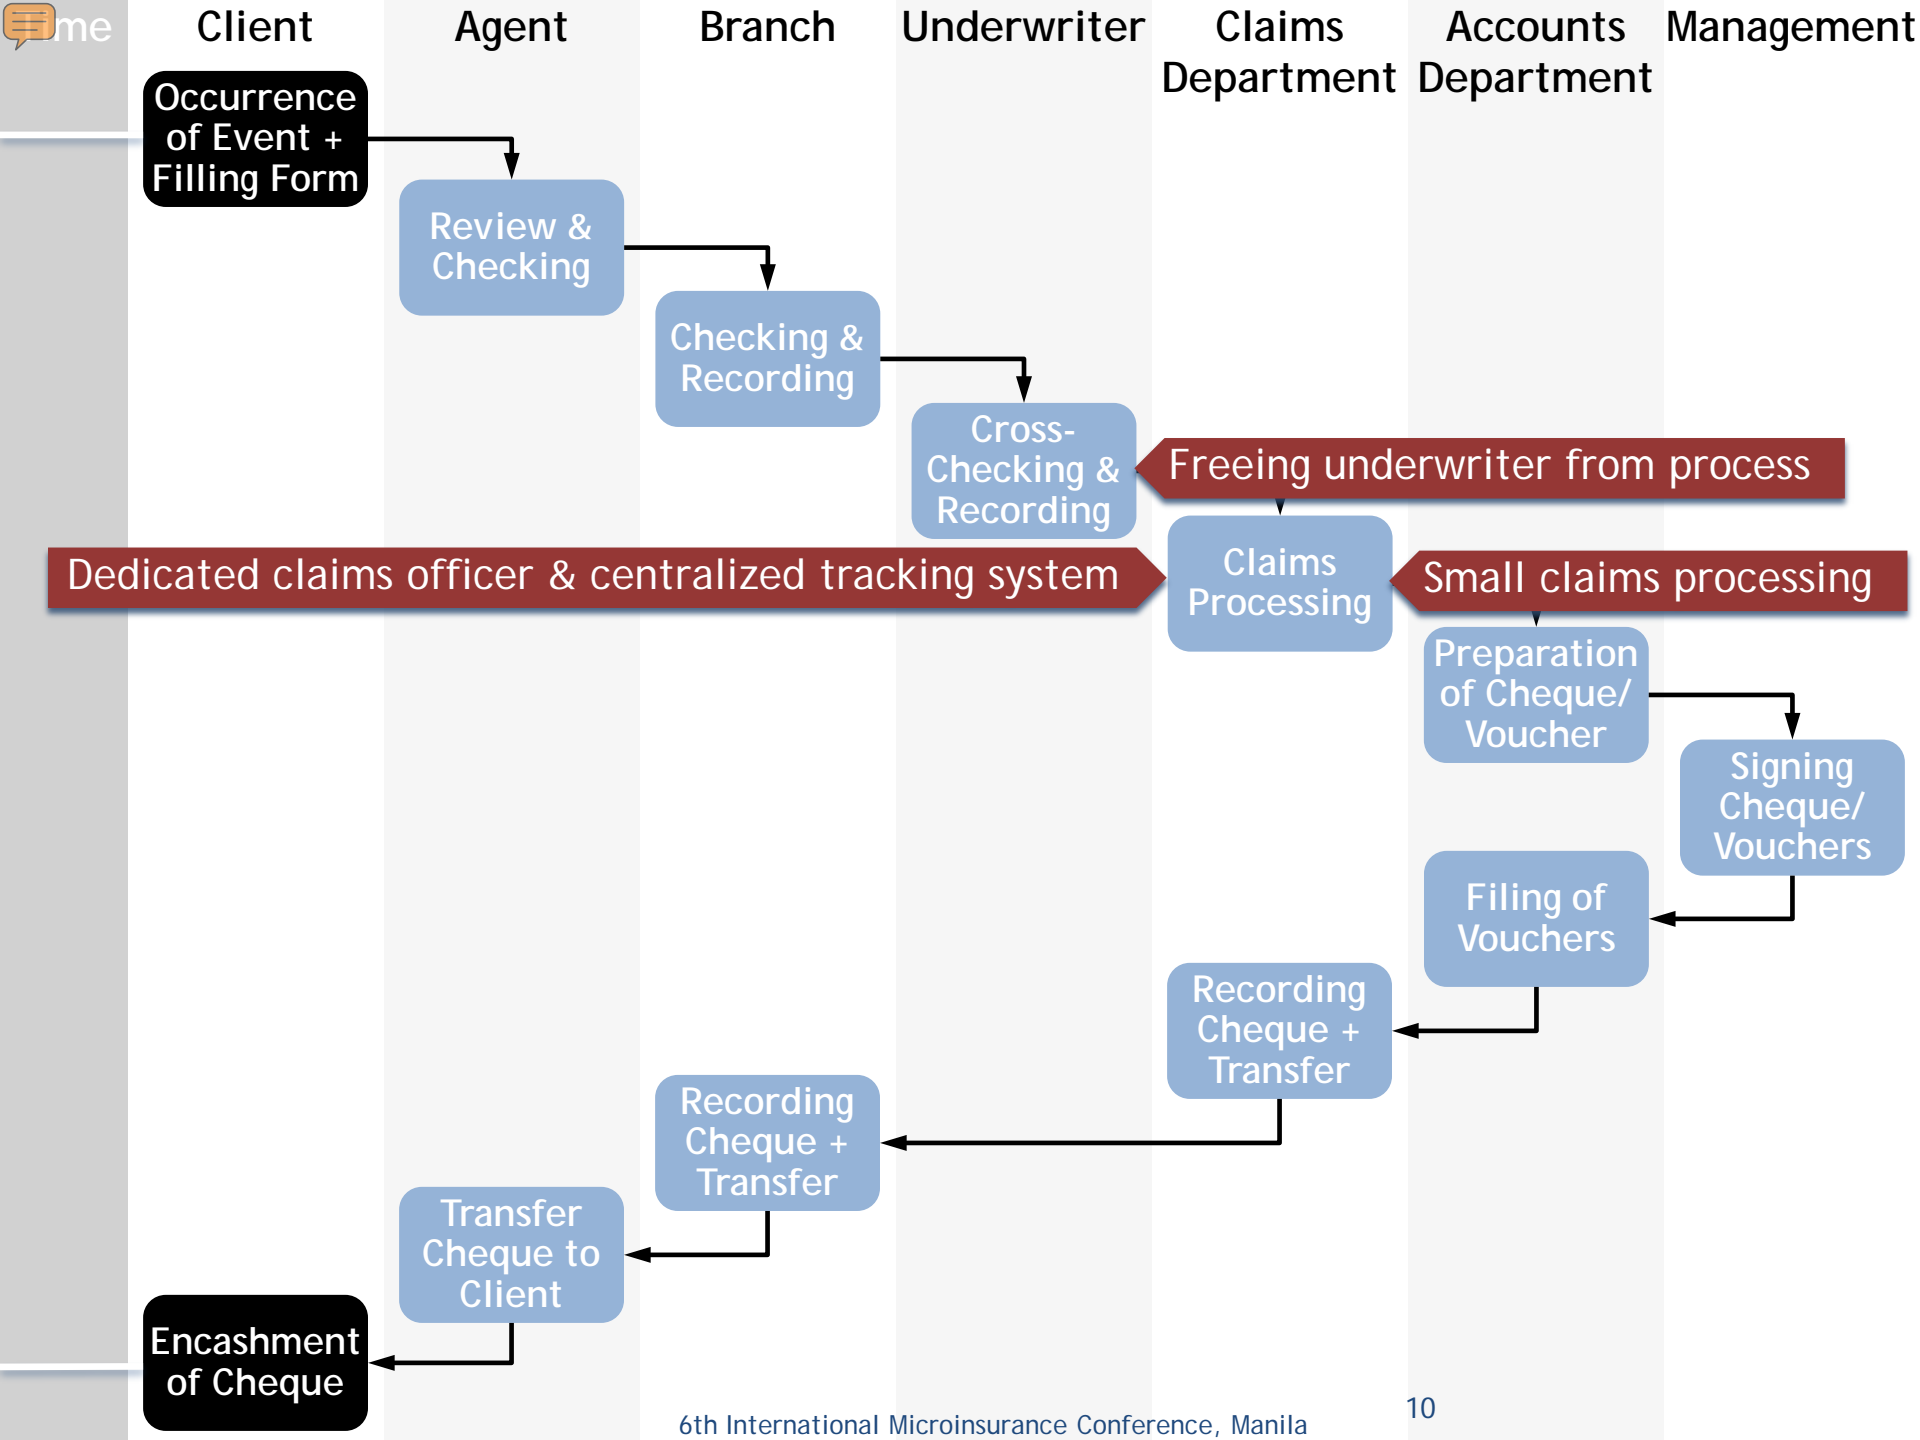 Client
Agent
Branch
Underwriter
Claims
Department
Accounts
Department
Management
Occurrence
of Event +
Filling Form
Review &
Checking
Checking &
Recording
Cross-
Checking &
Recording
Freeing underwriter from process
Dedicated claims officer & centralized tracking system
Claims
Processing
Small claims processing
Preparation
of Cheque/
Voucher
Signing
Cheque/
Vouchers
Filing of
Vouchers
Recording
Cheque +
Transfer
Recording
Cheque +
Transfer
Transfer
Cheque to
Client
Encashment
of Cheque
6th International Microinsurance Conference, Manila
10